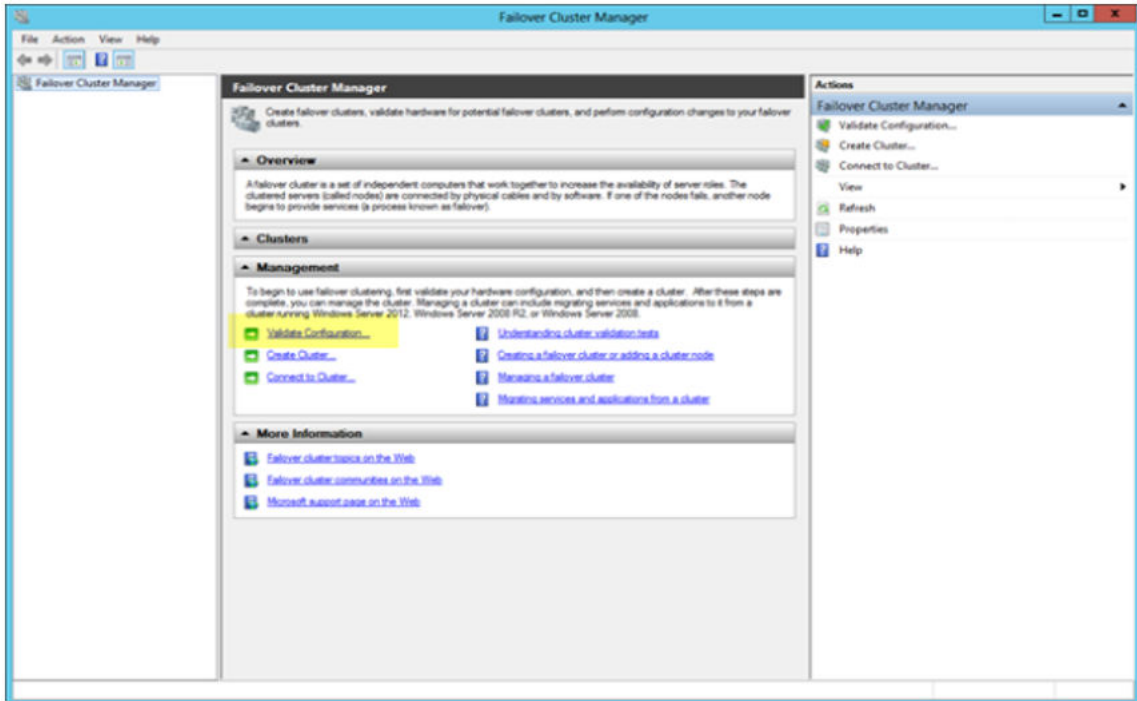 Failover Cluster Manager
File Action View Help
Failover Cluster Manager
Failover Cluster Manager
Create failover clusters, validate hardware for potential failover clusters, and perform configuration changes to your failover
clusters.
Overview
A failover cluster is a set of independent computers that work together to increase the availability of server roles. The
clustered servers (called nodes) are connected by physical cables and by software. If one of the nodes fails, another node
begins to provide services (a process known as failover).
Clusters
Management
To begin to use failover clustering, first validate your hardware configuration, and then create a cluster. After these steps are
complete, you can manage the cluster. Managing a cluster can include migrating services and applications to it from a
cluster running Windows Server 2012, Windows Server 2008 R2, or Windows Server 2008.
Validate Configuration...
Understanding cluster validation tests
Create Cluster...
Creating a failover cluster or adding a cluster node
Connect to Cluster...
Managing a failover cluster
Migrating services and applications from a cluster
More Information
Failover cluster topics on the Web
Failover cluster communities on the Web
Microsoft support page on the Web
Actions
Failover Cluster Manager
Validate Configuration...
Create Cluster...
Connect to Cluster...
View
Refresh
Properties
Help